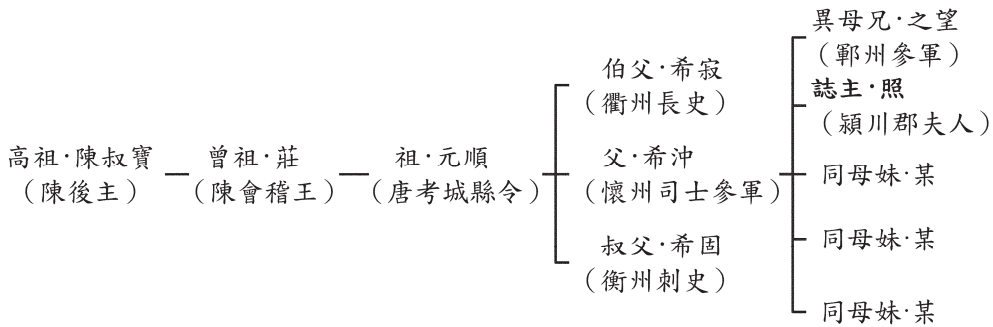 高祖·陳叔寶
（陳後主）
曾祖·莊
（陳會稽王）
祖·元順
（唐考城縣令）
伯父·希寂
（衢州長史）
父·希沖
（懷州司士參軍）
叔父·希固
（衡州刺史）
異母兄·之望
（鄆州參軍）
誌主·照
（潁川郡夫人）
同母妹·某
同母妹·某
同母妹·某